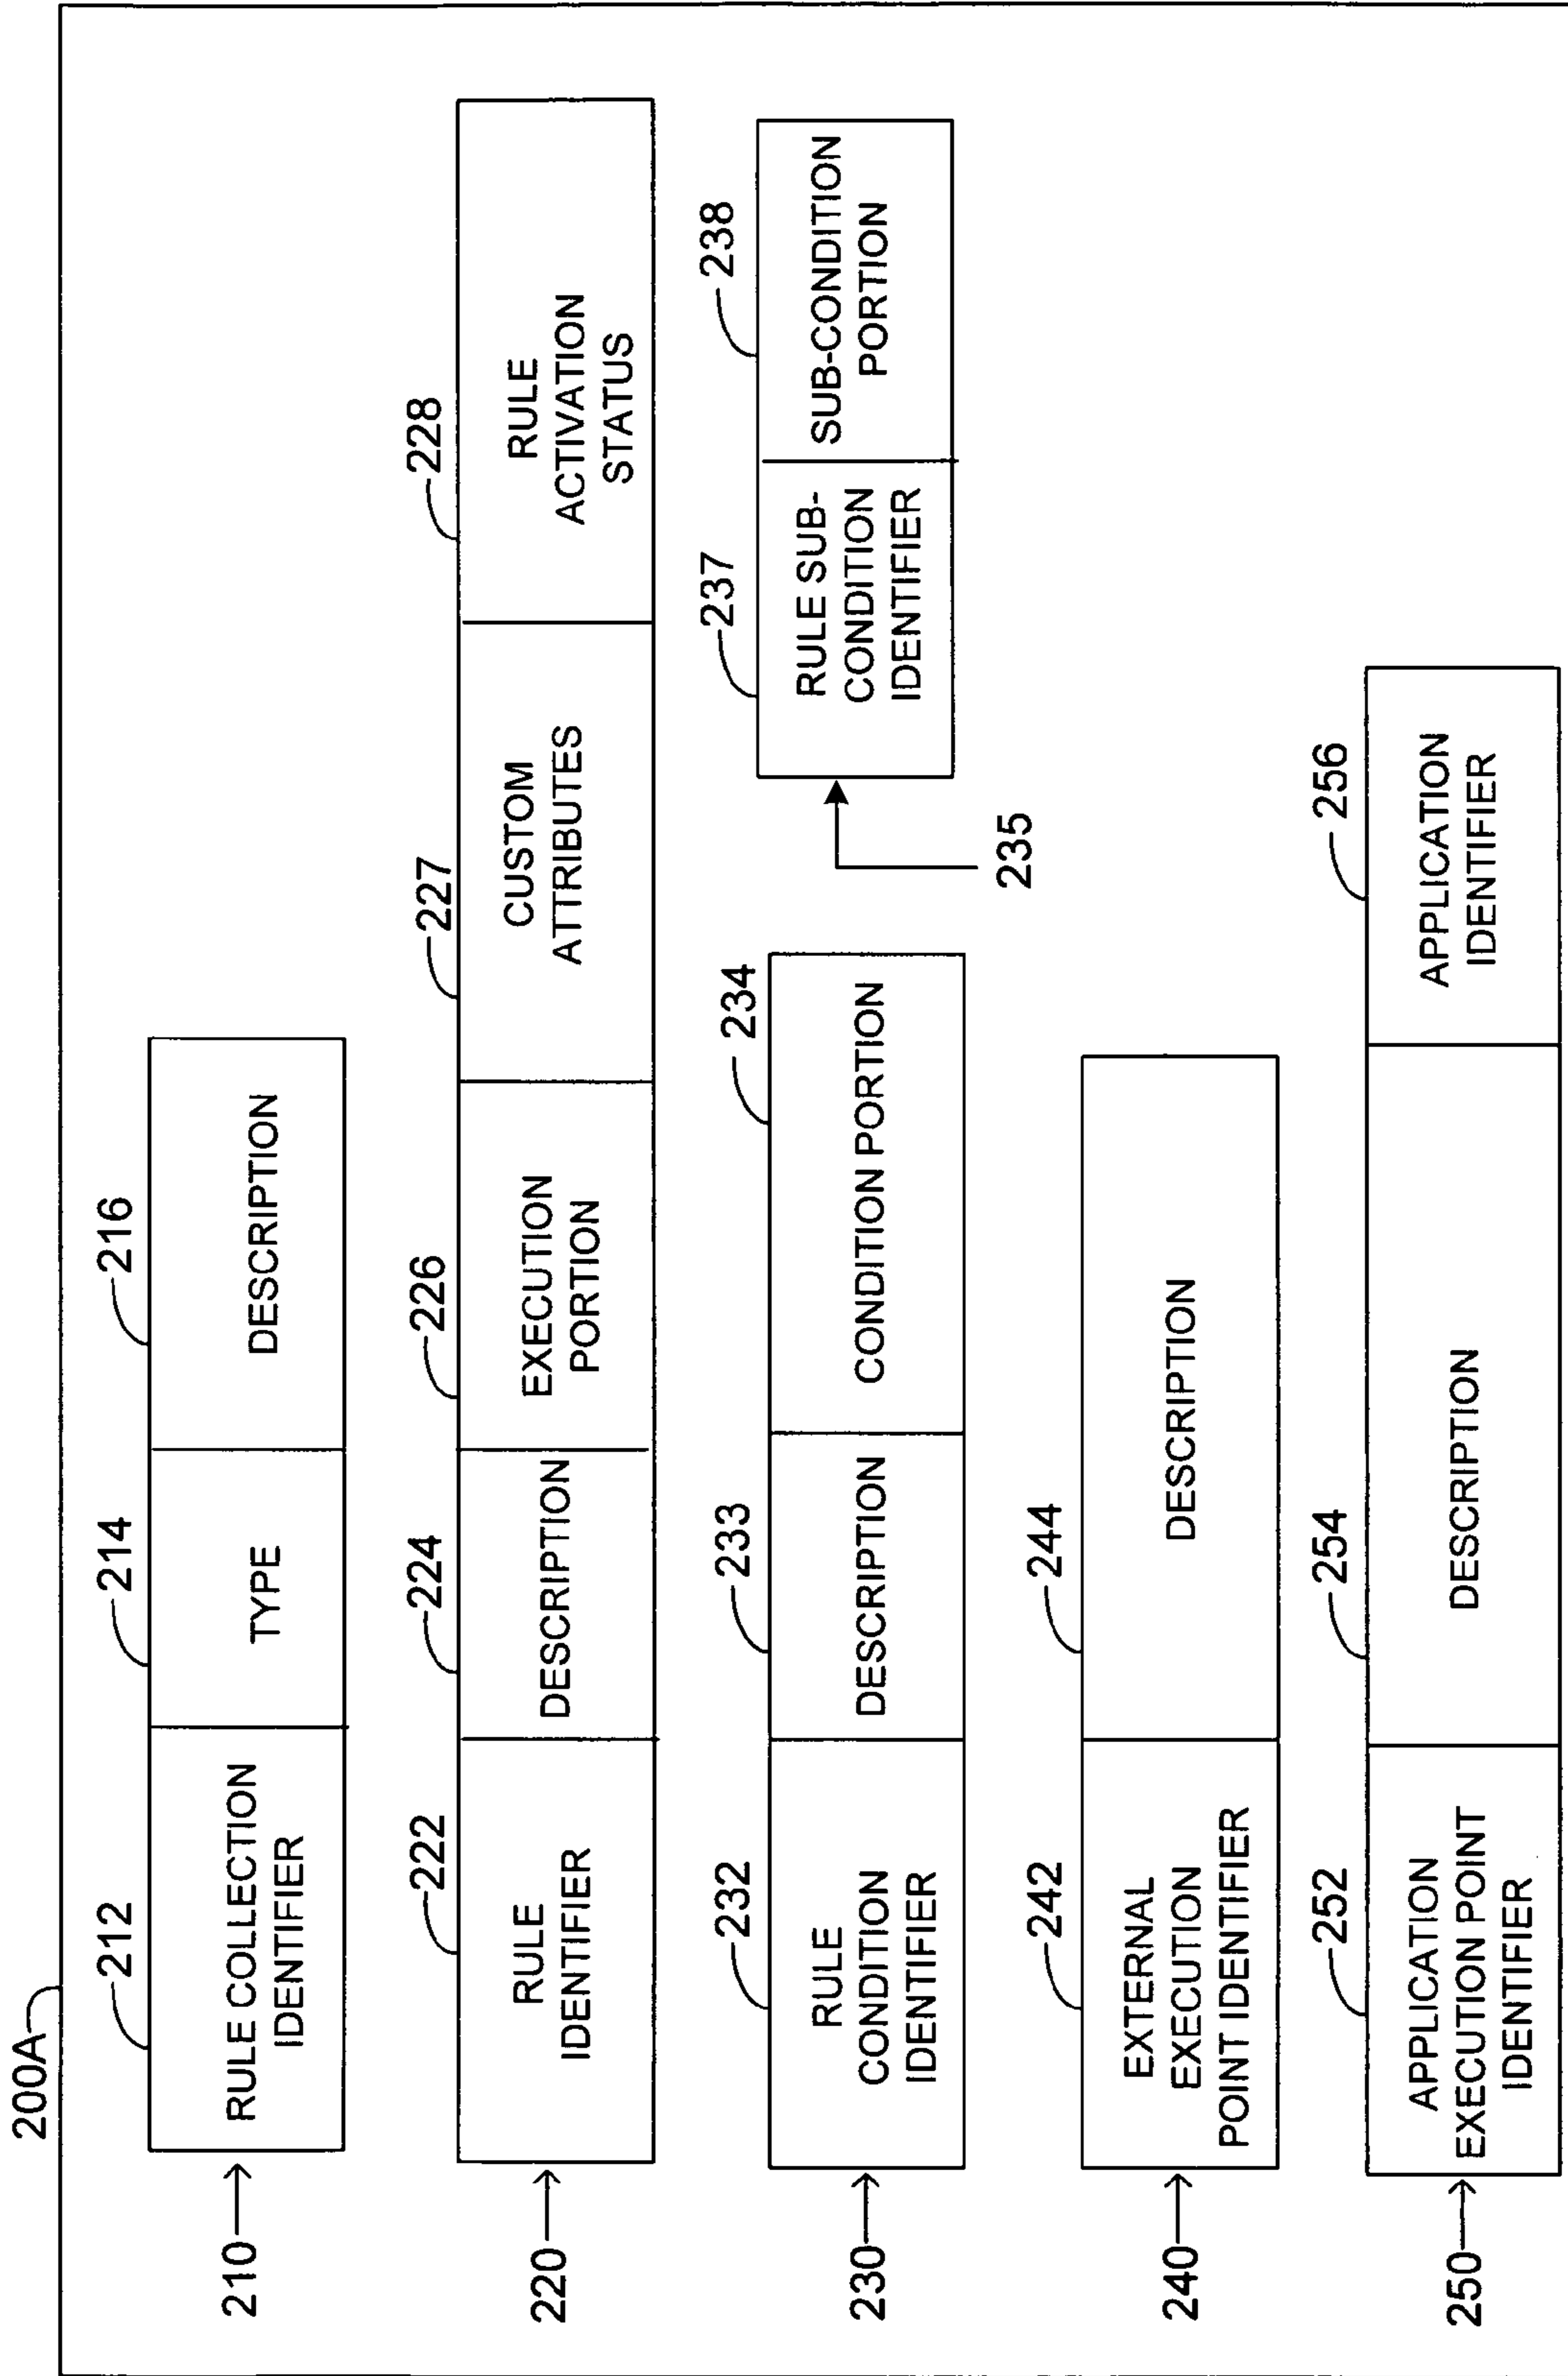 200A
212
214
216
210
RULE COLLECTION
IDENTIFIER
TYPE
DESCRIPTION
222
224
226
227
228
220
RULE
IDENTIFIER
DESCRIPTION
EXECUTION
PORTION
CUSTOM
ATTRIBUTES
RULE
ACTIVATION
STATUS
232
233
234
230
RULE
CONDITION
IDENTIFIER
DESCRIPTION
CONDITION PORTION
235
237
238
RULE SUB-
CONDITION
IDENTIFIER
SUB-CONDITION
PORTION
242
244
240
EXTERNAL
EXECUTION
POINT IDENTIFIER
DESCRIPTION
252
254
256
250
APPLICATION
EXECUTION POINT
IDENTIFIER
DESCRIPTION
APPLICATION
IDENTIFIER